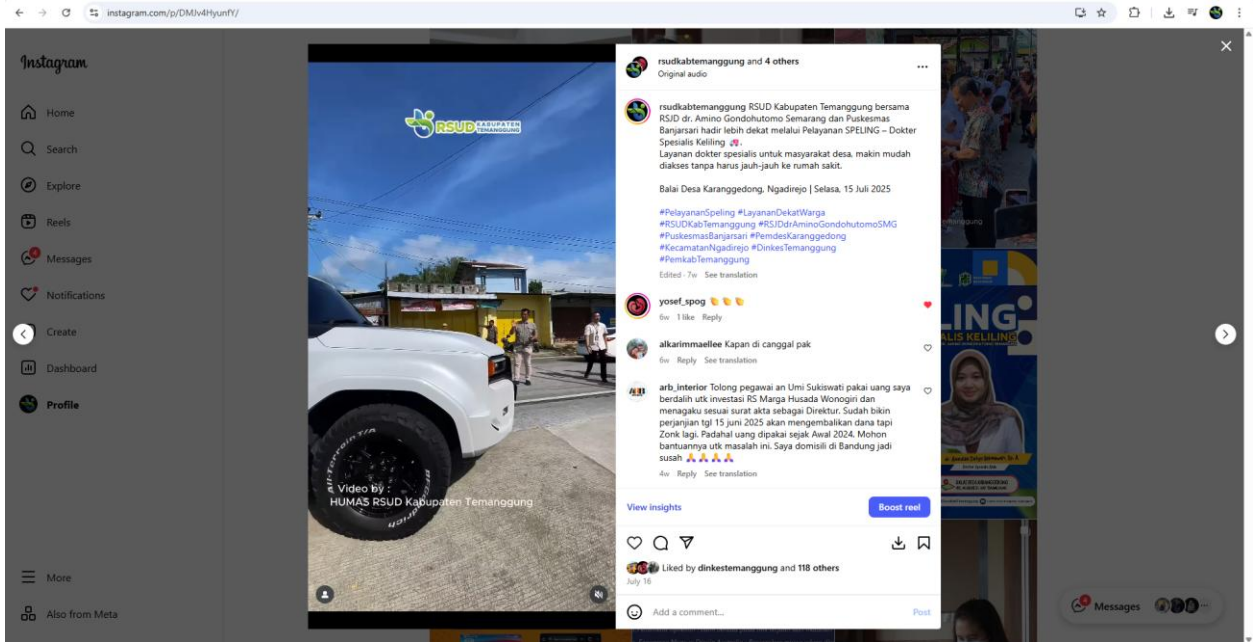 instagram.com/p/DMJv4HyunfY/
Instagram
Home
Search
Explore
Reels
Messages
Notifications
Create
Dashboard
Profile
More
Also from Meta
RSUD KABUPATEN TEMANGGUNG
All-Terrain T/A
BFGoodrich
Video by :
HUMAS RSUD Kabupaten Temanggung
rsudkabtemanggung and 4 others
Original audio
rsudkabtemanggung RSUD Kabupaten Temanggung bersama
RSJD dr. Amino Gondohutomo Semarang dan Puskesmas
Banjarsari hadir lebih dekat melalui Pelayanan SPELING – Dokter
Spesialis Keliling
Layanan dokter spesialis untuk masyarakat desa, makin mudah
diakses tanpa harus jauh-jauh ke rumah sakit.
Balai Desa Karanggedong, Ngadirejo | Selasa, 15 Juli 2025
#PelayananSpeling #LayananDekatWarga
#RSUDKabTemanggung #RSJDdrAminoGondohutomoSMG
#PuskesmasBanjarsari #PemdesKaranggedong
#KecamatanNgadirejo #DinkesTemanggung
#PemkabTemanggung
Edited · 7w See translation
yosef_spog
6w 1 like Reply
alkarimmaellee Kapan di canggal pak
6w Reply See translation
arb_interior Tolong pegawai an Umi Sukiswati pakai uang saya
berdalih utk investasi RS Marga Husada Wonogiri dan
menagaku sesuai surat akta sebagai Direktur. Sudah bikin
perjanjian tgl 15 juni 2025 akan mengembalikan dana tapi
Zonk lagi. Padahal uang dipakai sejak Awal 2024. Mohon
bantuannya utk masalah ini. Saya domisili di Bandung jadi
susah 🙏🙏🙏🙏
4w Reply See translation
View insights
Boost reel
Liked by dinkestemanggung and 118 others
July 16
Add a comment...
Post
LING
ALIS KELILING
Messages